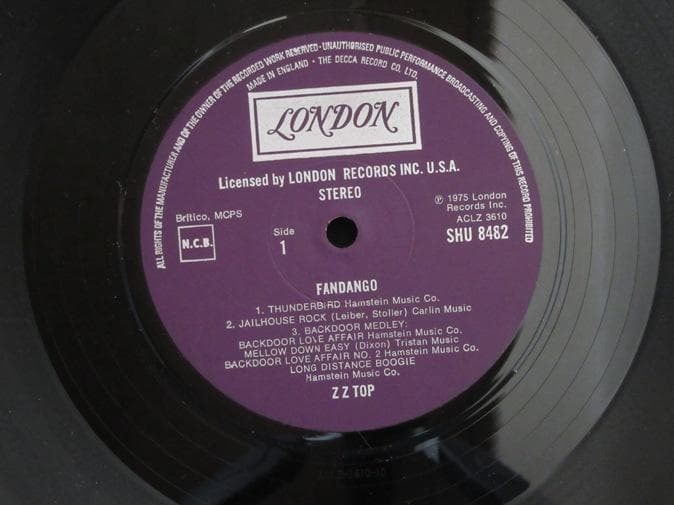 ALL RIGHTS OF THE MANUFACTURER AND OF THE OWNER OF THE RECORDED WORK RESERVED · UNAUTHORISED PUBLIC PERFORMANCE BROADCASTING AND COPYING OF THIS RECORD PROHIBITED
MADE IN ENGLAND · THE DECCA RECORD CO, LTD.
LONDON
Licensed by LONDON RECORDS INC. U.S.A.
STEREO
Britico, MCPS
N.C.B.
Side
1
℗ 1975 London
Records Inc.
ACLZ 3610
SHU 8482
FANDANGO
1. THUNDERBIRD Hamstein Music Co.
2. JAILHOUSE ROCK (Leiber, Stoller) Carlin Music
3. BACKDOOR MEDLEY:
BACKDOOR LOVE AFFAIR Hamstein Music Co.
MELLOW DOWN EASY (Dixon) Tristan Music
BACKDOOR LOVE AFFAIR NO. 2 Hamstein Music Co.
LONG DISTANCE BOOGIE
Hamstein Music Co.
Z Z TOP